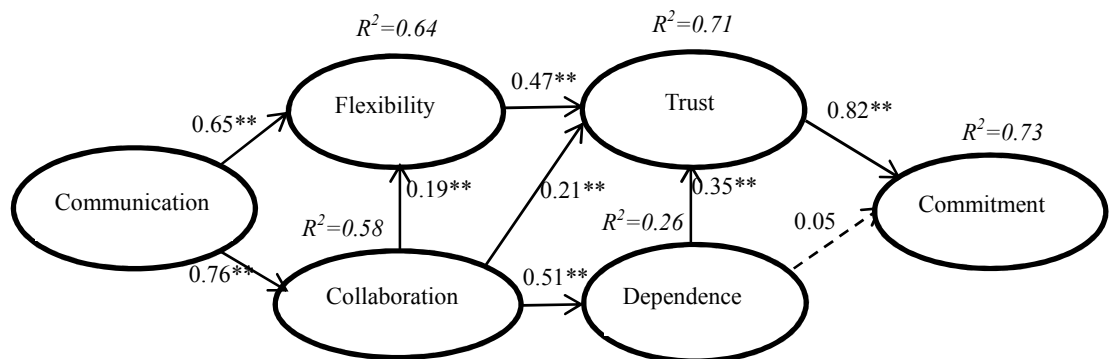 R²=0.64
R²=0.71
Flexibility
0.47**
Trust
0.65**
0.82**
R²=0.73
Communication
0.19**
0.21**
0.35**
Commitment
R²=0.58
R²=0.26
0.05
0.76**
Collaboration
0.51**
Dependence